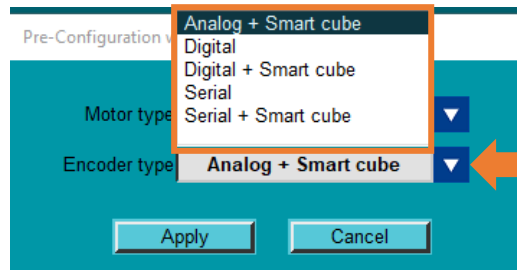 Pre-Configuration
Analog + Smart cube
Digital
Digital + Smart cube
Serial
Serial + Smart cube
Motor type
Encoder type Analog + Smart cube
Apply Cancel